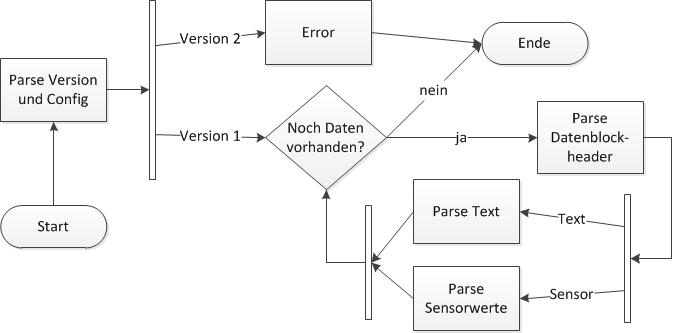 Start
Parse Version
und Config
Version 2
Error
Ende
Version 1
Noch Daten
vorhanden?
nein
ja
Parse
Datenblock-
header
Text
Parse Text
Sensor
Parse
Sensorwerte